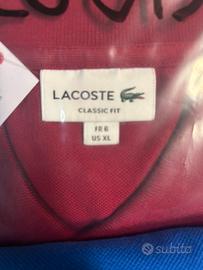 LACOSTE
CLASSIC FIT
FR 6
US XL
subito